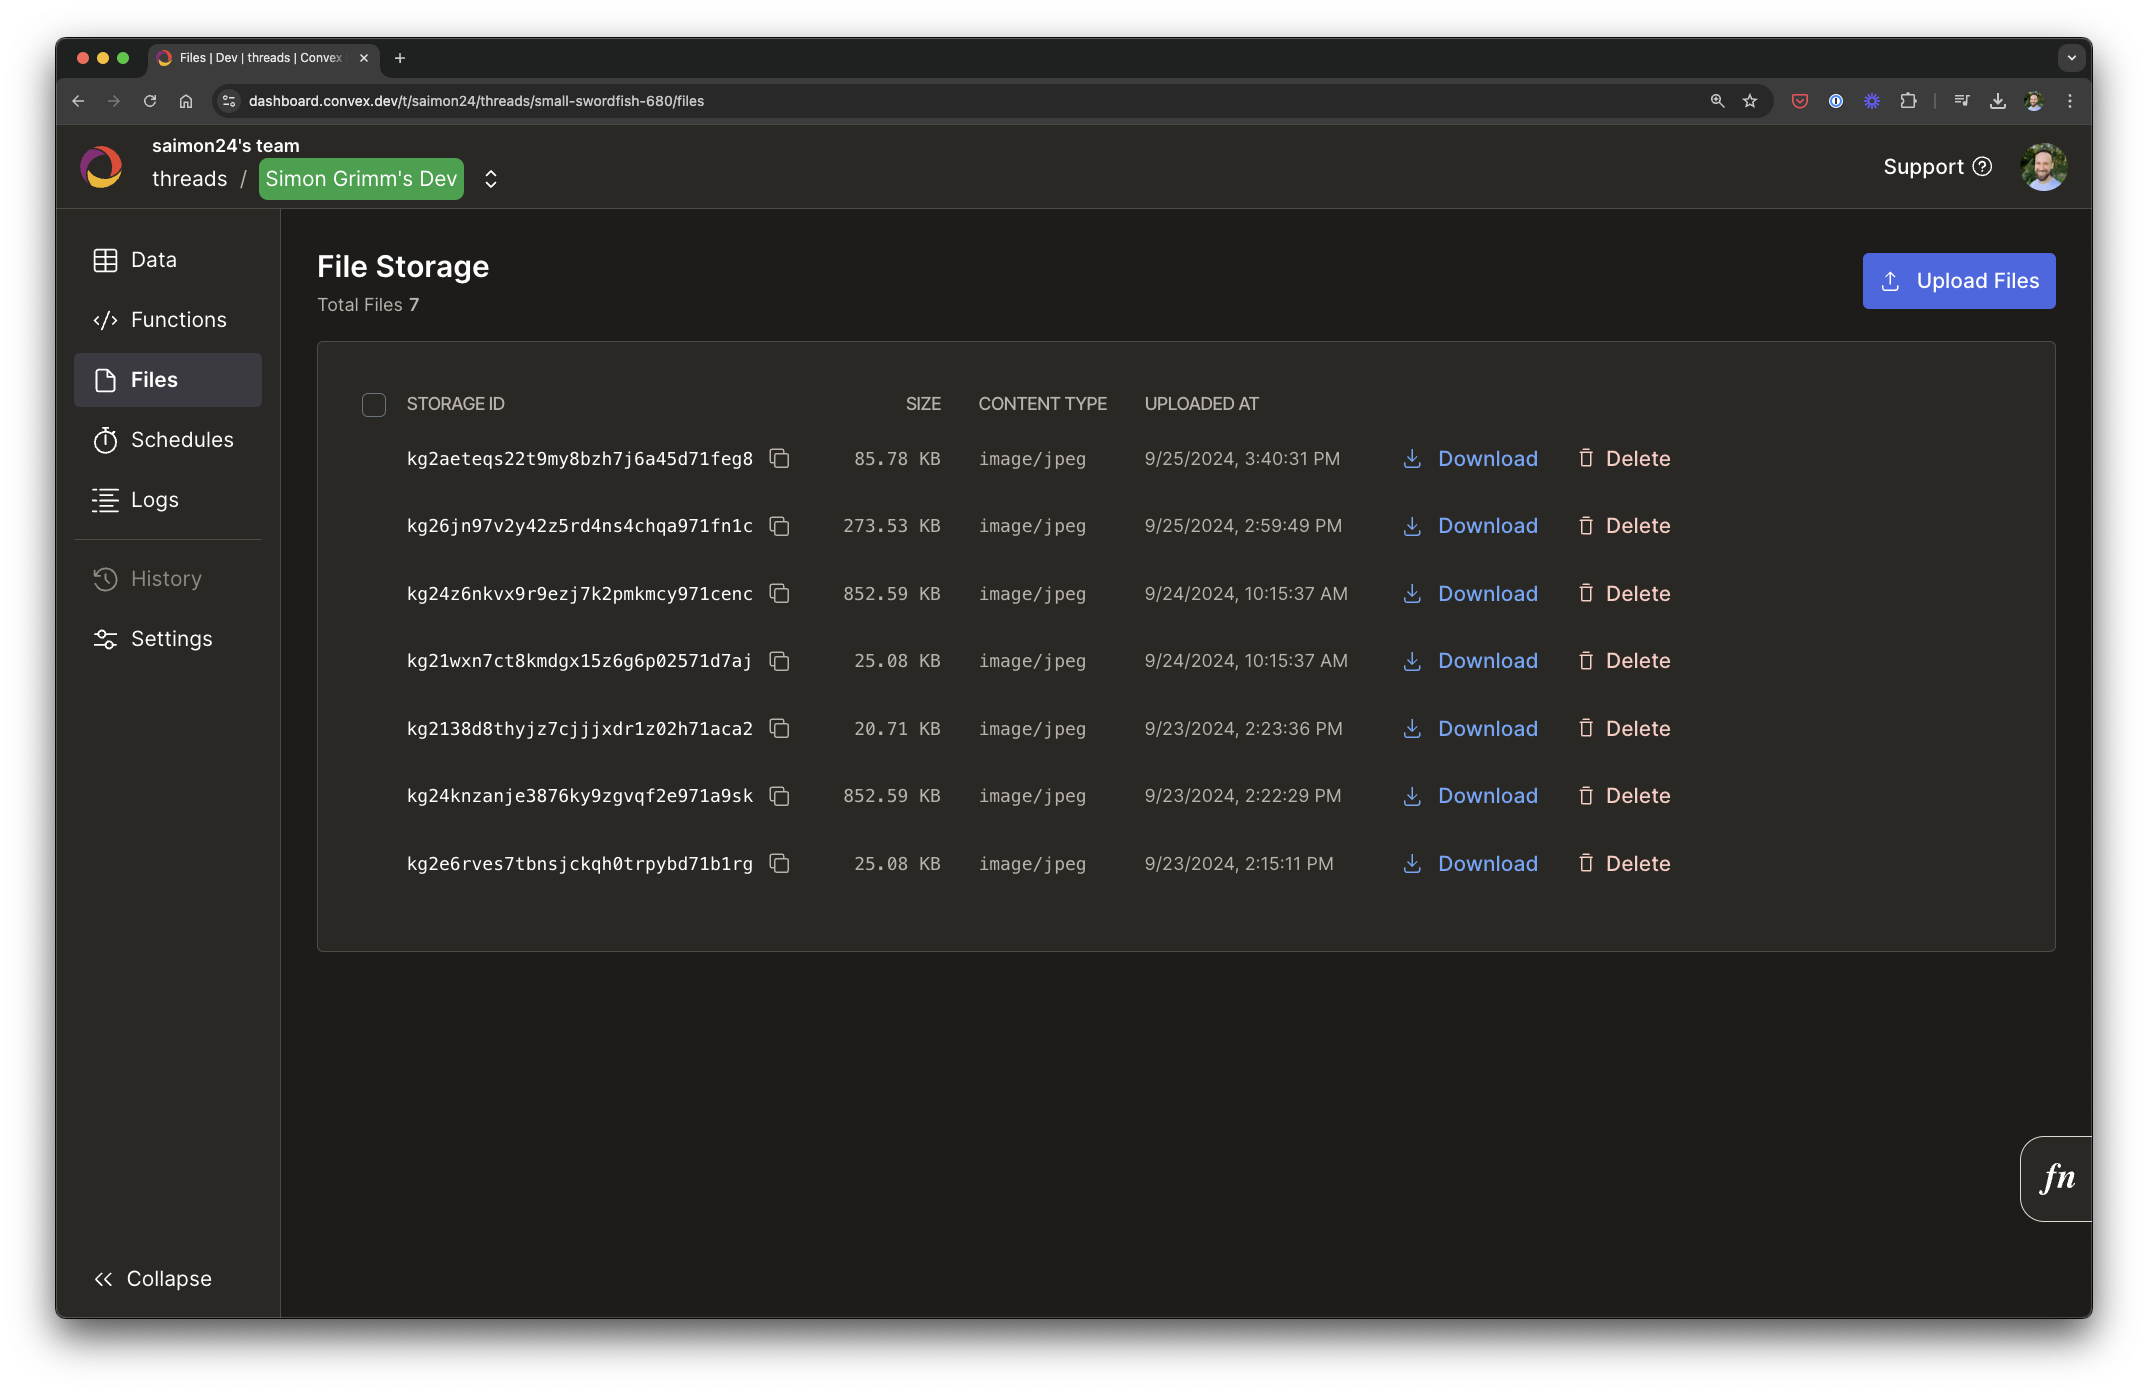 Files | Dev | threads | Convex
dashboard.convex.dev/t/saimon24/threads/small-swordfish-680/files
saimon24's team
threads / Simon Grimm's Dev
Support
Data
Functions
Files
Schedules
Logs
History
Settings
Collapse
File Storage
Total Files 7
Upload Files
STORAGE ID SIZE CONTENT TYPE UPLOADED AT
kg2aeteqs22t9my8bzh7j6a45d71feg8 85.78 KB image/jpeg 9/25/2024, 3:40:31 PM Download Delete
kg26jn97v2y42z5rd4ns4chqa971fn1c 273.53 KB image/jpeg 9/25/2024, 2:59:49 PM Download Delete
kg24z6nkvx9r9ezj7k2pmkmcy971cenc 852.59 KB image/jpeg 9/24/2024, 10:15:37 AM Download Delete
kg21wxn7ct8kmdgx15z6g6p02571d7aj 25.08 KB image/jpeg 9/24/2024, 10:15:37 AM Download Delete
kg2138d8thyjz7cjjjxdr1z02h71aca2 20.71 KB image/jpeg 9/23/2024, 2:23:36 PM Download Delete
kg24knzanje3876ky9zgvqf2e971a9sk 852.59 KB image/jpeg 9/23/2024, 2:22:29 PM Download Delete
kg2e6rves7tbnsjckqh0trpybd71b1rg 25.08 KB image/jpeg 9/23/2024, 2:15:11 PM Download Delete
fn